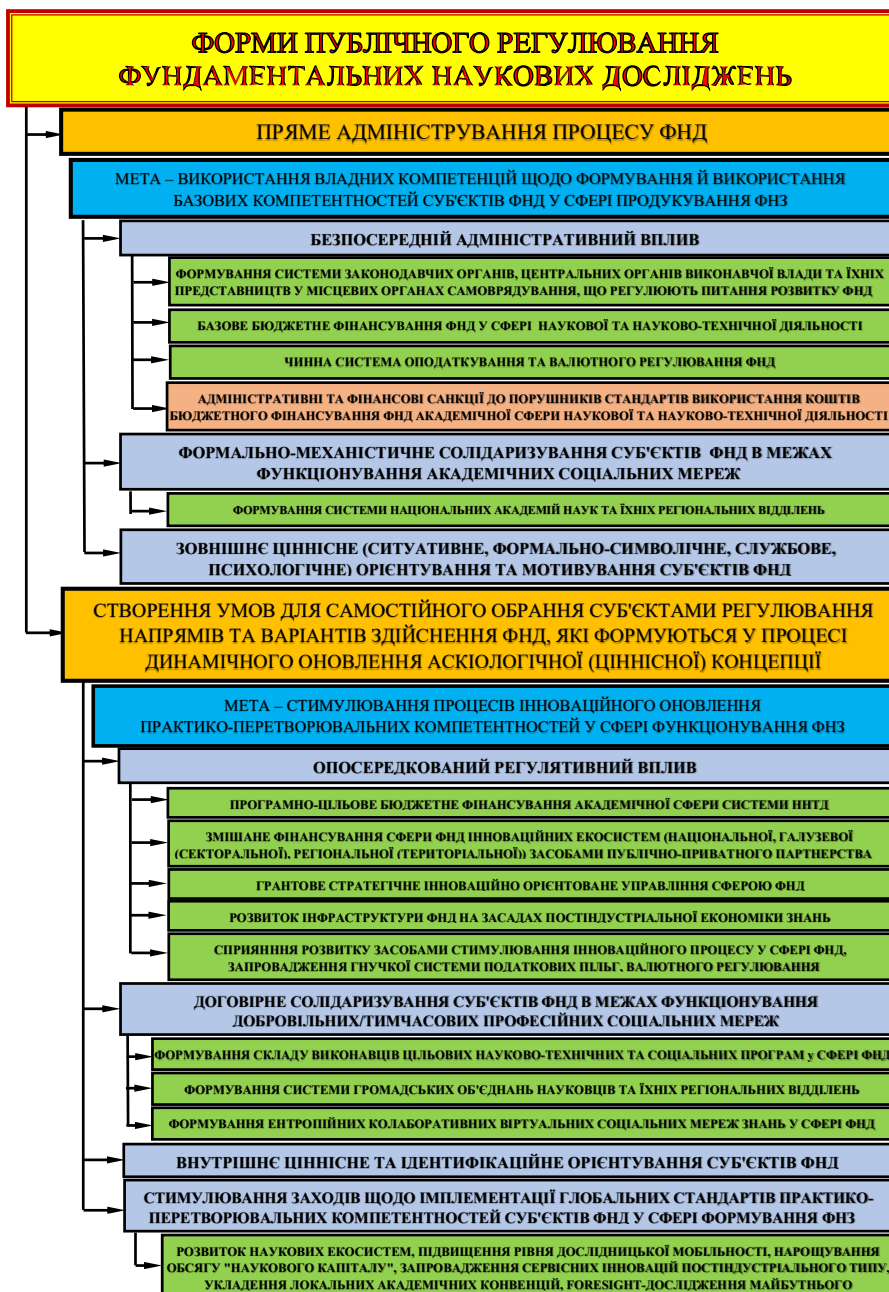 ФОРМИ ПУБЛІЧНОГО РЕГУЛЮВАННЯ
ФУНДАМЕНТАЛЬНИХ НАУКОВИХ ДОСЛІДЖЕНЬ
ПРЯМЕ АДМІНІСТРУВАННЯ ПРОЦЕСУ ФНД
МЕТА – ВИКОРИСТАННЯ ВЛАДНИХ КОМПЕТЕНЦІЙ ЩОДО ФОРМУВАННЯ Й ВИКОРИСТАННЯ
БАЗОВИХ КОМПЕТЕНТНОСТЕЙ СУБ'ЄКТІВ ФНД У СФЕРІ ПРОДУКУВАННЯ ФНЗ
БЕЗПОСЕРЕДНІЙ АДМІНІСТРАТИВНИЙ ВПЛИВ
ФОРМУВАННЯ СИСТЕМИ ЗАКОНОДАВЧИХ ОРГАНІВ, ЦЕНТРАЛЬНИХ ОРГАНІВ ВИКОНАВЧОЇ ВЛАДИ ТА ЇХНІХ
ПРЕДСТАВНИЦТВ У МІСЦЕВИХ ОРГАНАХ САМОВРЯДУВАННЯ, ЩО РЕГУЛЮЮТЬ ПИТАННЯ РОЗВИТКУ ФНД
БАЗОВЕ БЮДЖЕТНЕ ФІНАНСУВАННЯ ФНД У СФЕРІ НАУКОВОЇ ТА НАУКОВО-ТЕХНІЧНОЇ ДІЯЛЬНОСТІ
ЧИННА СИСТЕМА ОПОДАТКУВАННЯ ТА ВАЛЮТНОГО РЕГУЛЮВАННЯ ФНД
АДМІНІСТРАТИВНІ ТА ФІНАНСОВІ САНКЦІЇ ДО ПОРУШНИКІВ СТАНДАРТІВ ВИКОРИСТАННЯ КОШТІВ
БЮДЖЕТНОГО ФІНАНСУВАННЯ ФНД АКАДЕМІЧНОЇ СФЕРИ НАУКОВОЇ ТА НАУКОВО-ТЕХНІЧНОЇ ДІЯЛЬНОСТІ
ФОРМАЛЬНО-МЕХАНІСТИЧНЕ СОЛІДАРИЗУВАННЯ СУБ'ЄКТІВ ФНД В МЕЖАХ
ФУНКЦІОНУВАННЯ АКАДЕМІЧНИХ СОЦІАЛЬНИХ МЕРЕЖ
ФОРМУВАННЯ СИСТЕМИ НАЦІОНАЛЬНИХ АКАДЕМІЙ НАУК ТА ЇХНІХ РЕГІОНАЛЬНИХ ВІДДІЛЕНЬ
ЗОВНІШНЄ ЦІННІСНЕ (СИТУАТИВНЕ, ФОРМАЛЬНО-СИМВОЛІЧНЕ, СЛУЖБОВЕ,
ПСИХОЛОГІЧНЕ) ОРІЄНТУВАННЯ ТА МОТИВУВАННЯ СУБ'ЄКТІВ ФНД
СТВОРЕННЯ УМОВ ДЛЯ САМОСТІЙНОГО ОБРАННЯ СУБ'ЄКТАМИ РЕГУЛЮВАННЯ
НАПРЯМІВ ТА ВАРІАНТІВ ЗДІЙСНЕННЯ ФНД, ЯКІ ФОРМУЮТЬСЯ У ПРОЦЕСІ
ДИНАМІЧНОГО ОНОВЛЕННЯ АСКІОЛОГІЧНОЇ (ЦІННІСНОЇ) КОНЦЕПЦІЇ
МЕТА – СТИМУЛЮВАННЯ ПРОЦЕСІВ ІННОВАЦІЙНОГО ОНОВЛЕННЯ
ПРАКТИКО-ПЕРЕТВОРЮВАЛЬНИХ КОМПЕТЕНТНОСТЕЙ У СФЕРІ ФУНКЦІОНУВАННЯ ФНЗ
ОПОСЕРЕДКОВАНИЙ РЕГУЛЯТИВНИЙ ВПЛИВ
ПРОГРАМНО-ЦІЛЬОВЕ БЮДЖЕТНЕ ФІНАНСУВАННЯ АКАДЕМІЧНОЇ СФЕРИ СИСТЕМИ ННТД
ЗМІШАНЕ ФІНАНСУВАННЯ СФЕРИ ФНД ІННОВАЦІЙНИХ ЕКОСИСТЕМ (НАЦІОНАЛЬНОЇ, ГАЛУЗЕВОЇ
(СЕКТОРАЛЬНОЇ), РЕГІОНАЛЬНОЇ (ТЕРИТОРІАЛЬНОЇ)) ЗАСОБАМИ ПУБЛІЧНО-ПРИВАТНОГО ПАРТНЕРСТВА
ГРАНТОВЕ СТРАТЕГІЧНЕ ІННОВАЦІЙНО ОРІЄНТОВАНЕ УПРАВЛІННЯ СФЕРОЮ ФНД
РОЗВИТОК ІНФРАСТРУКТУРИ ФНД НА ЗАСАДАХ ПОСТІНДУСТРІАЛЬНОЇ ЕКОНОМІКИ ЗНАНЬ
СПРИЯНННЯ РОЗВИТКУ ЗАСОБАМИ СТИМУЛЮВАННЯ ІННОВАЦІЙНОГО ПРОЦЕСУ У СФЕРІ ФНД,
ЗАПРОВАДЖЕННЯ ГНУЧКОЇ СИСТЕМИ ПОДАТКОВИХ ПІЛЬГ, ВАЛЮТНОГО РЕГУЛЮВАННЯ
ДОГОВІРНЕ СОЛІДАРИЗУВАННЯ СУБ'ЄКТІВ ФНД В МЕЖАХ ФУНКЦІОНУВАННЯ
ДОБРОВІЛЬНИХ/ТИМЧАСОВИХ ПРОФЕСІЙНИХ СОЦІАЛЬНИХ МЕРЕЖ
ФОРМУВАННЯ СКЛАДУ ВИКОНАВЦІВ ЦІЛЬОВИХ НАУКОВО-ТЕХНІЧНИХ ТА СОЦІАЛЬНИХ ПРОГРАМ у СФЕРІ ФНД
ФОРМУВАННЯ СИСТЕМИ ГРОМАДСЬКИХ ОБ'ЄДНАНЬ НАУКОВЦІВ ТА ЇХНІХ РЕГІОНАЛЬНИХ ВІДДІЛЕНЬ
ФОРМУВАННЯ ЕНТРОПІЙНИХ КОЛАБОРАТИВНИХ ВІРТУАЛЬНИХ СОЦІАЛЬНИХ МЕРЕЖ ЗНАНЬ У СФЕРІ ФНД
ВНУТРІШНЄ ЦІННІСНЕ ТА ІДЕНТИФІКАЦІЙНЕ ОРІЄНТУВАННЯ СУБ'ЄКТІВ ФНД
СТИМУЛЮВАННЯ ЗАХОДІВ ЩОДО ІМПЛЕМЕНТАЦІЇ ГЛОБАЛЬНИХ СТАНДАРТІВ ПРАКТИКО-
ПЕРЕТВОРЮВАЛЬНИХ КОМПЕТЕНТНОСТЕЙ СУБ'ЄКТІВ ФНД У СФЕРІ ФОРМУВАННЯ ФНЗ
РОЗВИТОК НАУКОВИХ ЕКОСИСТЕМ, ПІДВИЩЕННЯ РІВНЯ ДОСЛІДНИЦЬКОЇ МОБІЛЬНОСТІ, НАРОЩУВАННЯ
ОБСЯГУ "НАУКОВОГО КАПІТАЛУ", ЗАПРОВАДЖЕННЯ СЕРВІСНИХ ІННОВАЦІЙ ПОСТІНДУСТРІАЛЬНОГО ТИПУ,
УКЛАДЕННЯ ЛОКАЛЬНИХ АКАДЕМІЧНИХ КОНВЕНЦІЙ, FORESIGHT-ДОСЛІДЖЕННЯ МАЙБУТНЬОГО